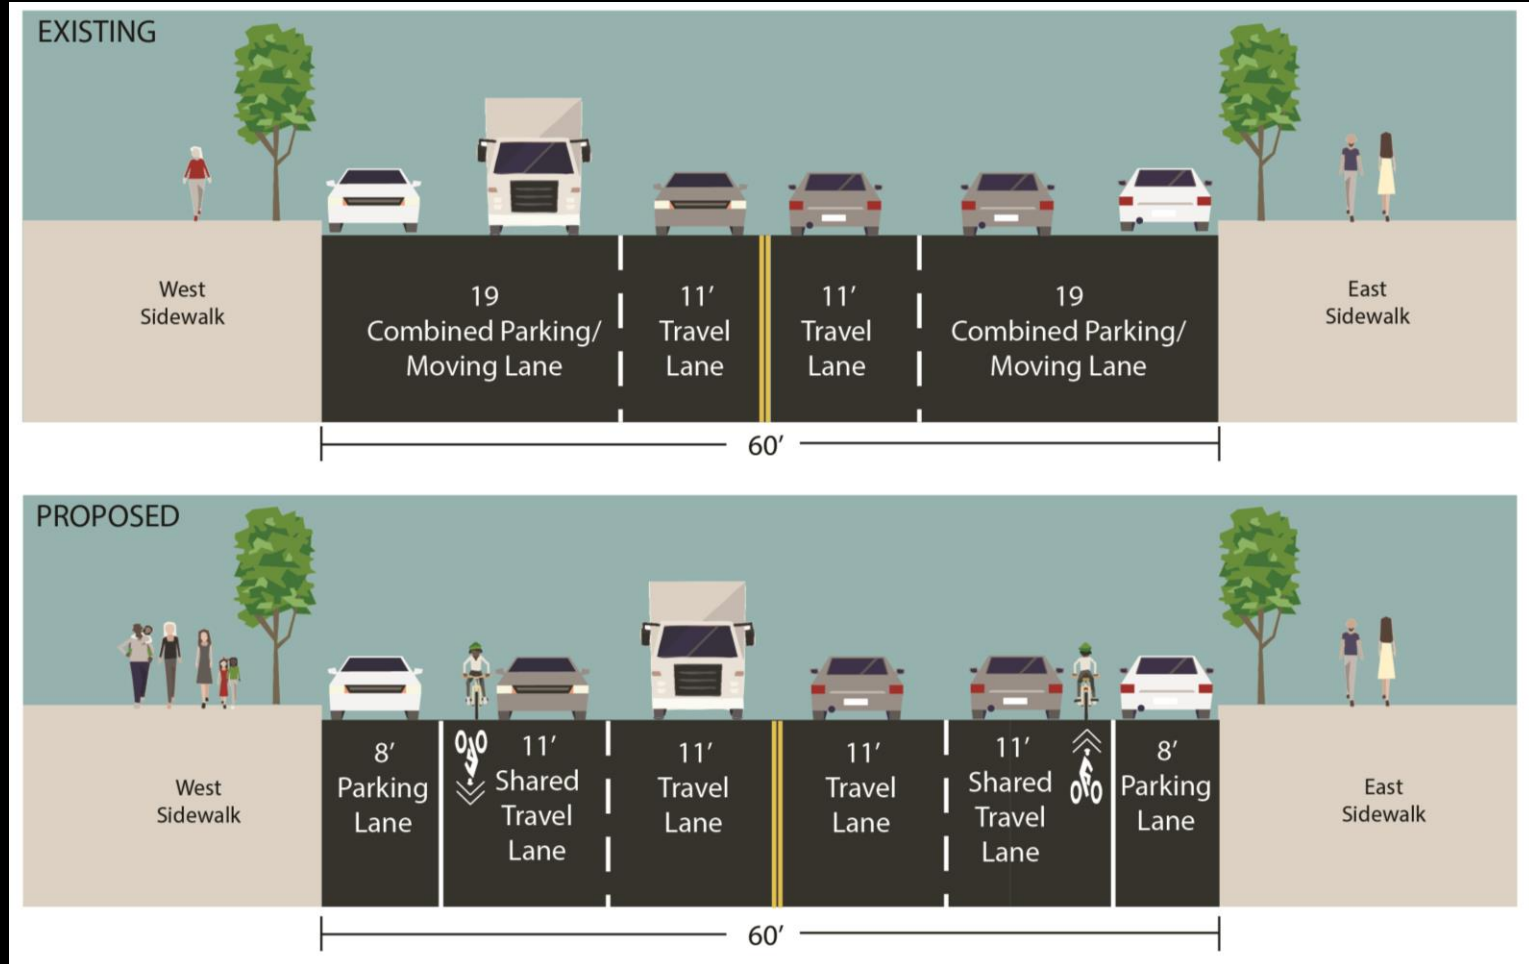 EXISTING
West
Sidewalk
19
Combined Parking/
Moving Lane
11′
Travel
Lane
11′
Travel
Lane
19
Combined Parking/
Moving Lane
East
Sidewalk
60′
PROPOSED
West
Sidewalk
8′
Parking
Lane
11′
Shared
Travel
Lane
11′
Travel
Lane
11′
Travel
Lane
11′
Shared
Travel
Lane
8′
Parking
Lane
East
Sidewalk
60′